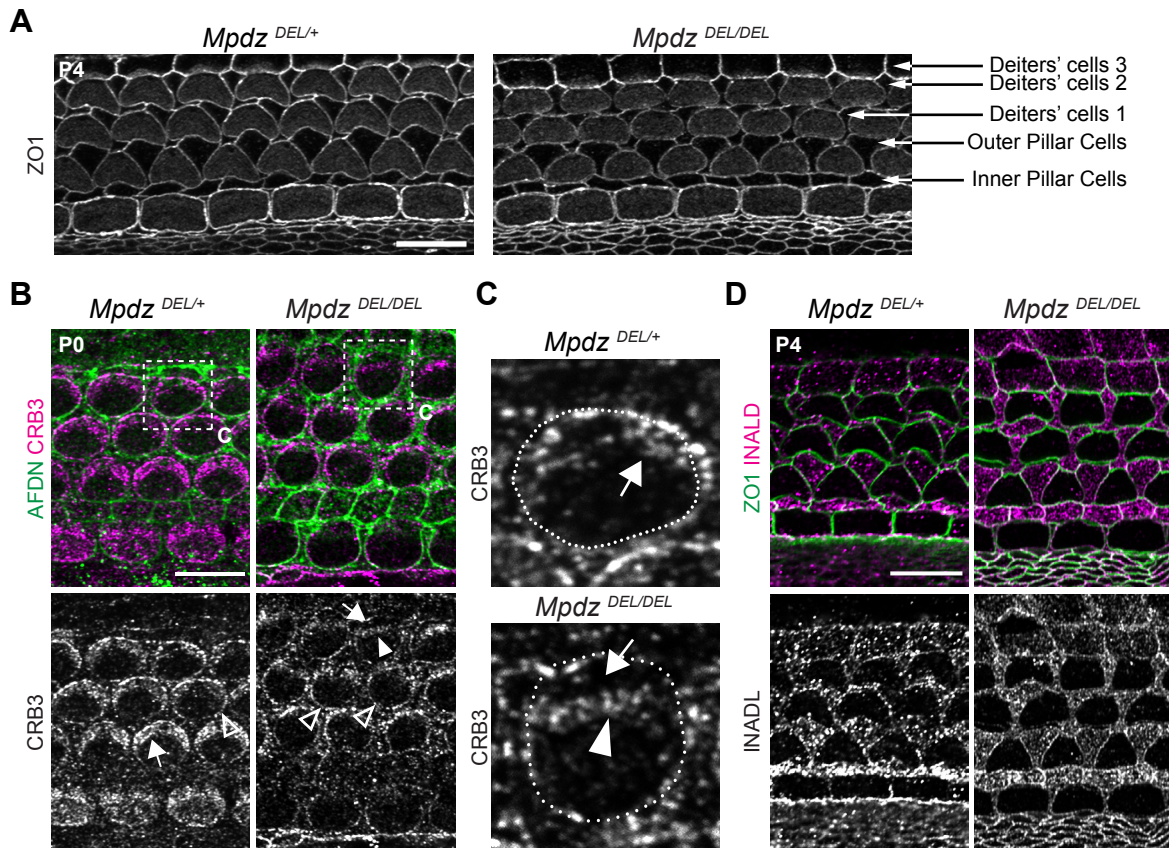 A
Mpdz DEL/+
Mpdz DEL/DEL
P4
ZO1
Deiters’ cells 3
Deiters’ cells 2
Deiters’ cells 1
Outer Pillar Cells
Inner Pillar Cells
B
Mpdz DEL/+
Mpdz DEL/DEL
P0
C
C
AFDN CRB3
CRB3
C
Mpdz DEL/+
CRB3
Mpdz DEL/DEL
CRB3
D
Mpdz DEL/+
Mpdz DEL/DEL
P4
ZO1 INALD
INADL